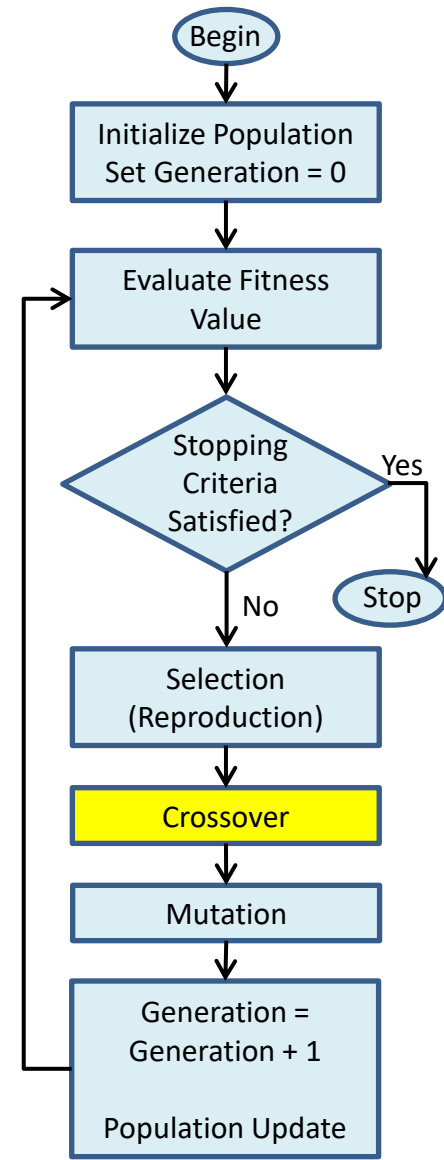 Begin
Initialize Population
Set Generation = 0
Evaluate Fitness
Value
Stopping
Criteria
Satisfied?
Yes
Stop
No
Selection
(Reproduction)
Crossover
Mutation
Generation =
Generation + 1
Population Update